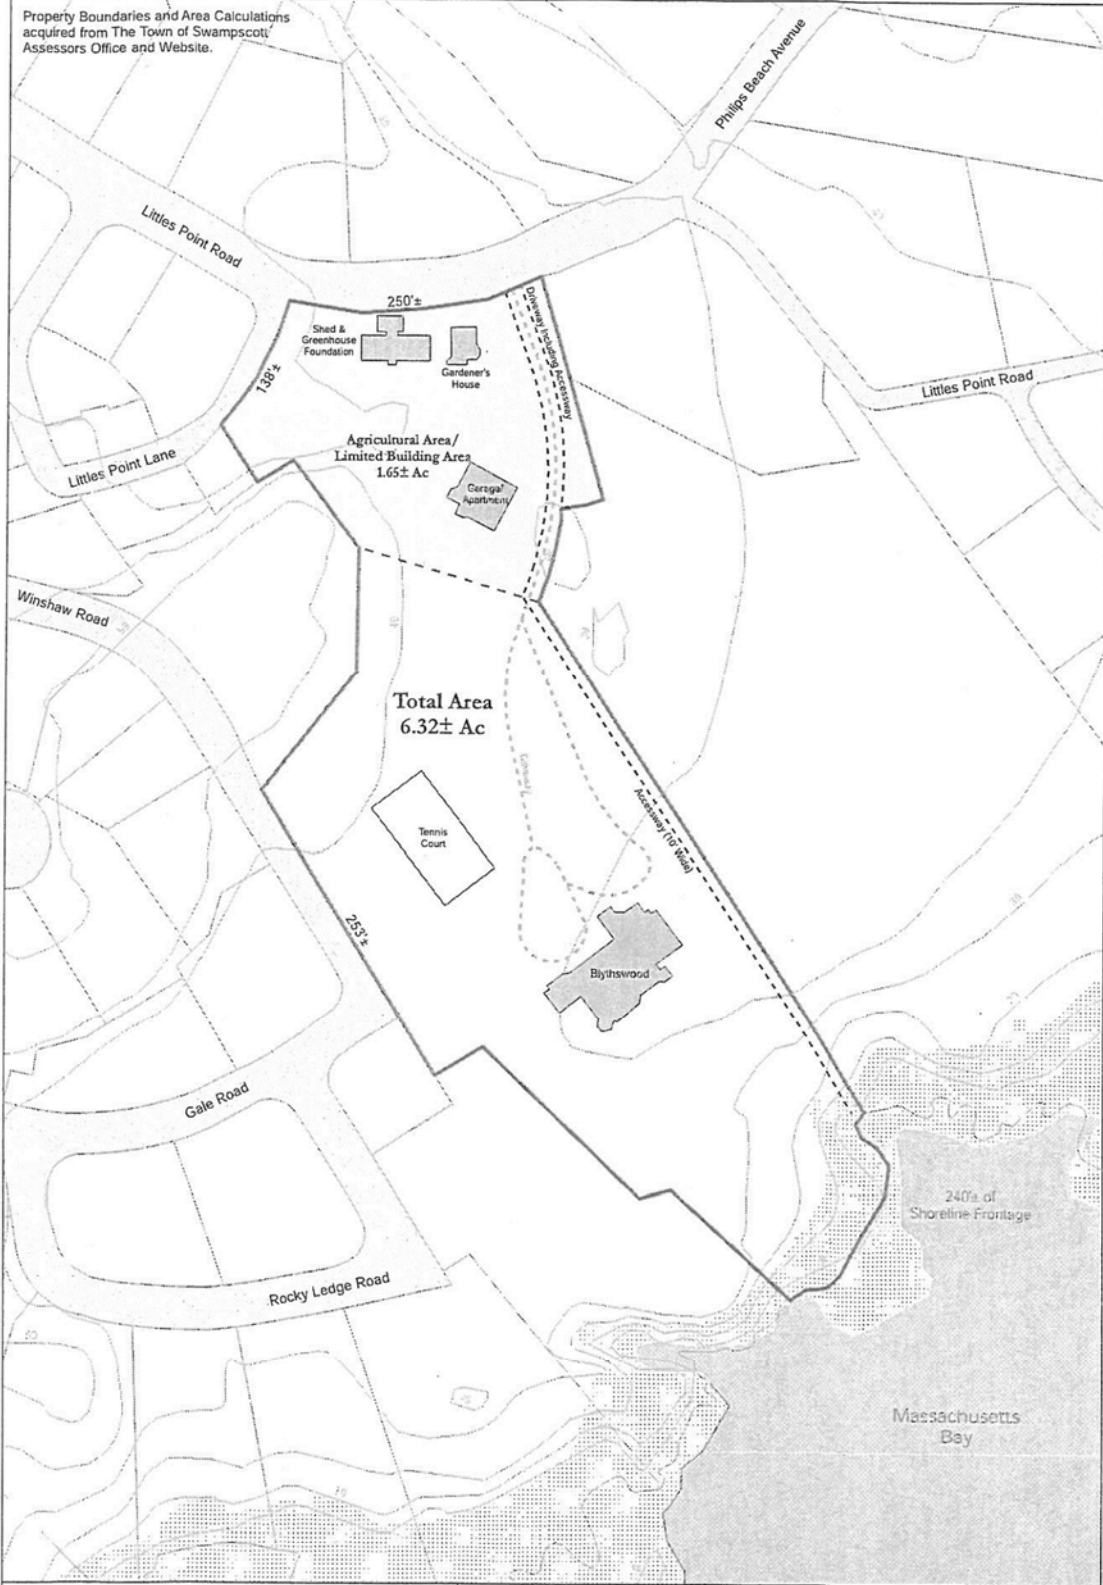 Property Boundaries and Area Calculations
acquired from The Town of Swampscott
Assessors Office and Website.
Philips Beach Avenue
Littles Point Road
250'±
Driveway Including Accessway
Shed &
Greenhouse
Foundation
Gardener's
House
138'±
Littles Point Road
Agricultural Area/
Limited Building Area
1.65± Ac
Littles Point Lane
Garage/
Apartment
Winshaw Road
Total Area
6.32± Ac
Driveway
Tennis
Court
Accessway (10' Wide)
253'±
Blythswood
30
Gale Road
240'± of
Shoreline Frontage
Rocky Ledge Road
Massachusetts
Bay